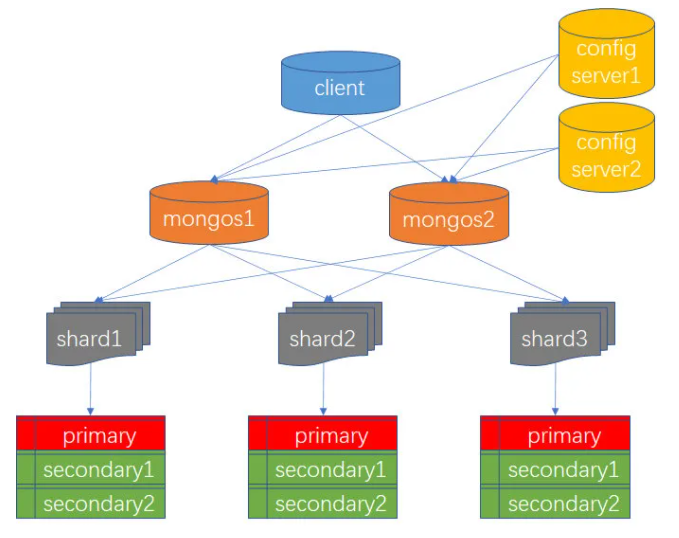 config
server1
client
config
server2
mongos1
mongos2
shard1
shard2
shard3
primary
primary
primary
secondary1
secondary1
secondary1
secondary2
secondary2
secondary2